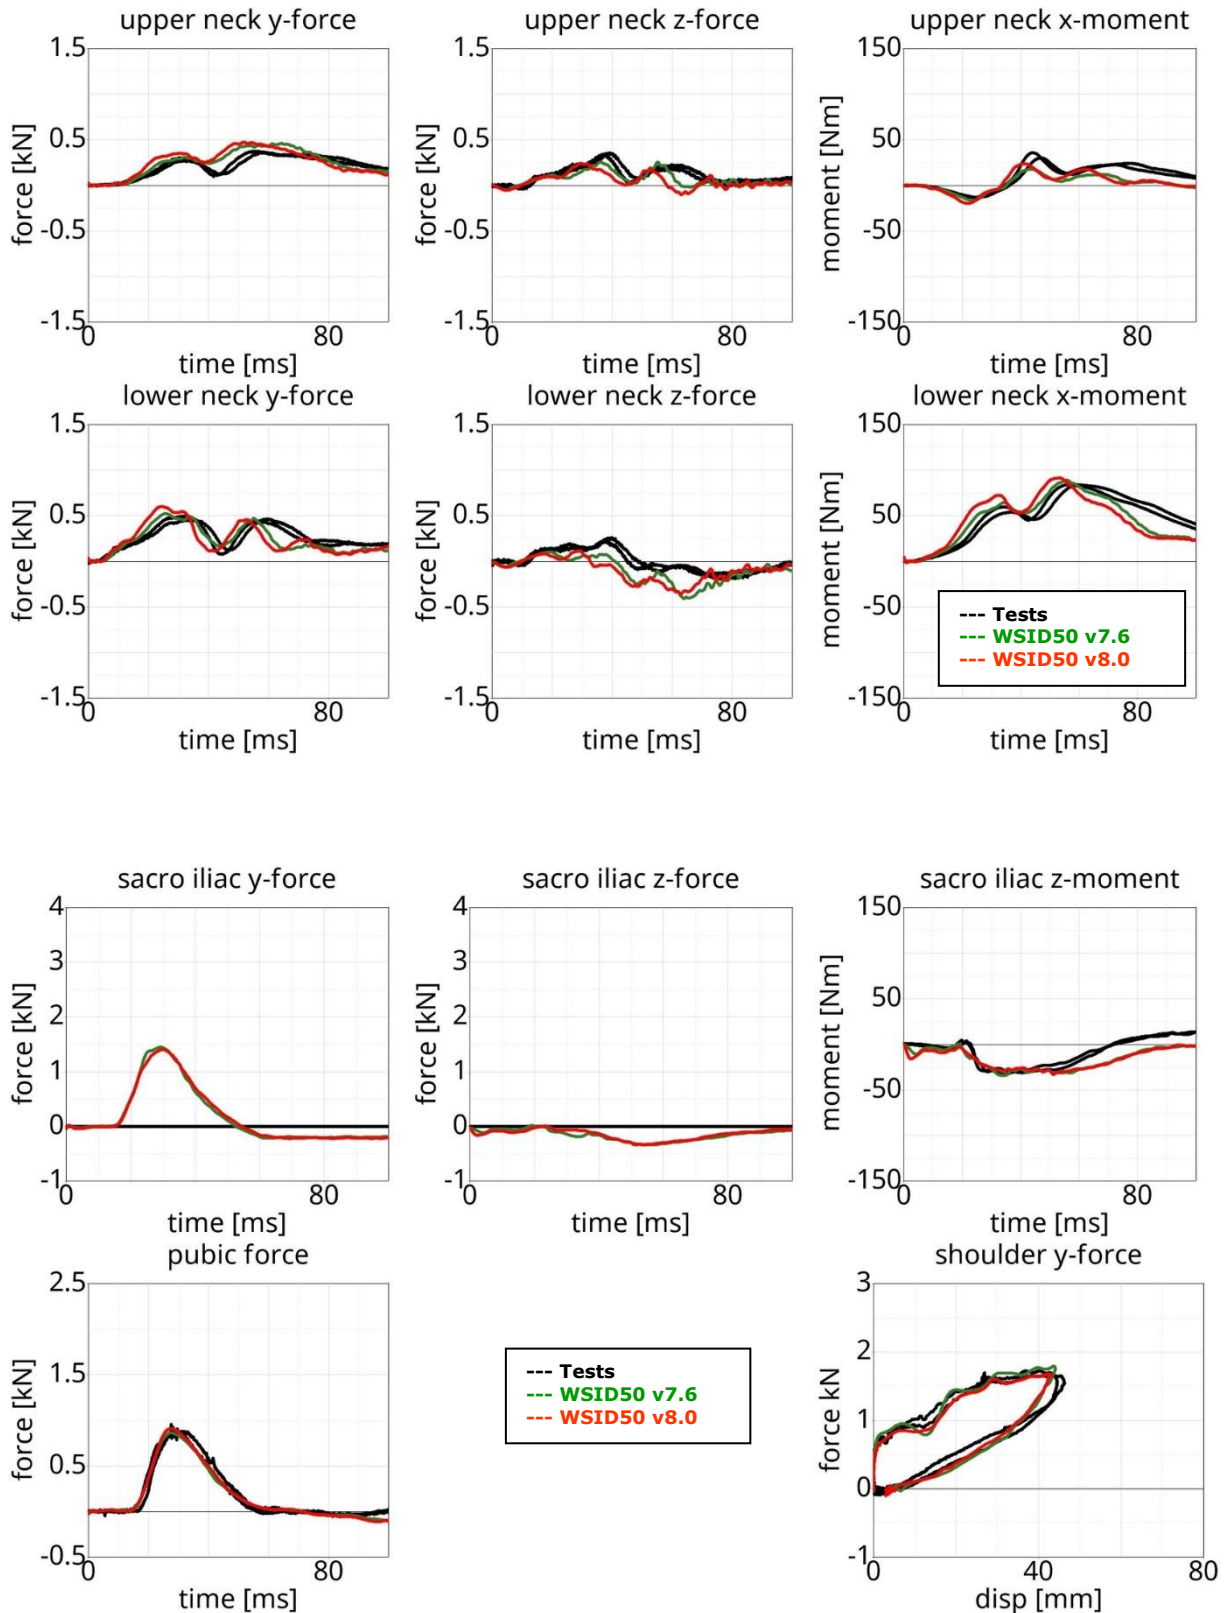 upper neck y-force
1.5
0.5
-0.5
-1.5
force [kN]
0
80
time [ms]
upper neck z-force
1.5
0.5
-0.5
-1.5
force [kN]
0
80
time [ms]
upper neck x-moment
150
50
-50
-150
moment [Nm]
0
80
time [ms]
lower neck y-force
1.5
0.5
-0.5
-1.5
force [kN]
0
80
time [ms]
lower neck z-force
1.5
0.5
-0.5
-1.5
force [kN]
0
80
time [ms]
lower neck x-moment
150
50
-50
-150
moment [Nm]
--- Tests
--- WSID50 v7.6
--- WSID50 v8.0
0
80
time [ms]
sacro iliac y-force
4
3
2
1
0
-1
force [kN]
0
80
time [ms]
sacro iliac z-force
4
3
2
1
0
-1
force [kN]
0
80
time [ms]
sacro iliac z-moment
150
50
-50
-150
moment [Nm]
0
80
time [ms]
pubic force
2.5
1.5
0.5
-0.5
force [kN]
0
80
time [ms]
--- Tests
--- WSID50 v7.6
--- WSID50 v8.0
shoulder y-force
3
2
1
0
-1
force kN
0
40
80
disp [mm]